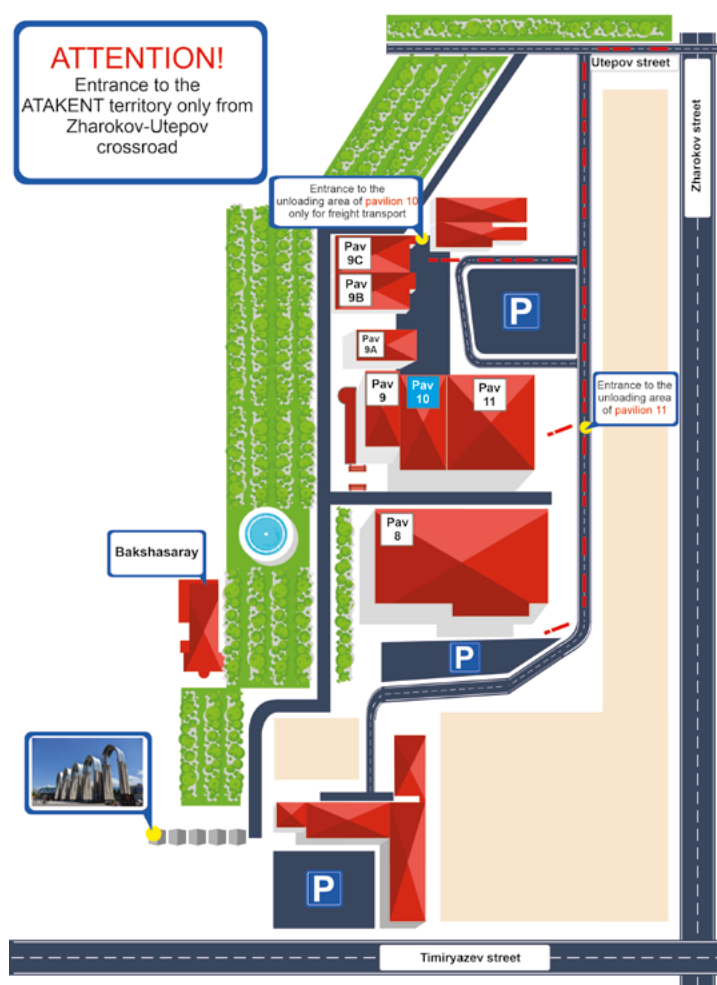 ATTENTION!
Entrance to the
ATAKENT territory only from
Zharokov-Utepov
crossroad
Utepov street
Zharokov street
Entrance to the
unloading area of pavilion 10
only for freight transport
Pav
9C
Pav
9B
P
Pav
9A
Pav
9
Pav
10
Pav
11
Entrance to the
unloading area
of pavilion 11
Pav
8
Bakshasaray
P
P
Timiryazev street